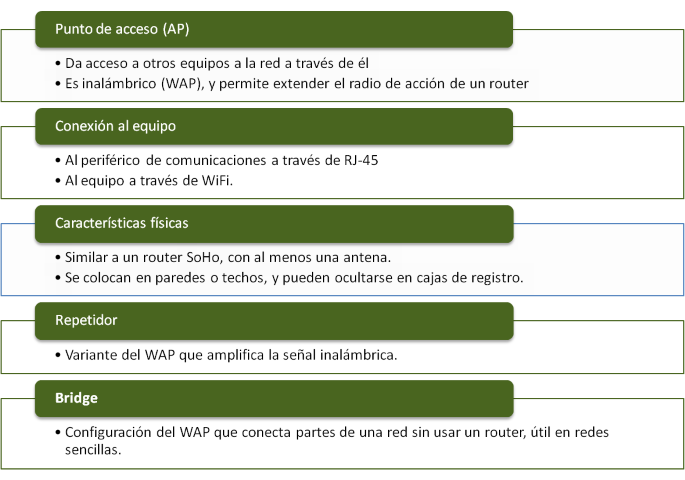 Punto de acceso (AP)
• Da acceso a otros equipos a la red a través de él
• Es inalámbrico (WAP), y permite extender el radio de acción de un router
Conexión al equipo
• Al periférico de comunicaciones a través de RJ-45
• Al equipo a través de WiFi.
Características físicas
• Similar a un router SoHo, con al menos una antena.
• Se colocan en paredes o techos, y pueden ocultarse en cajas de registro.
Repetidor
• Variante del WAP que amplifica la señal inalámbrica.
Bridge
• Configuración del WAP que conecta partes de una red sin usar un router, útil en redes
sencillas.